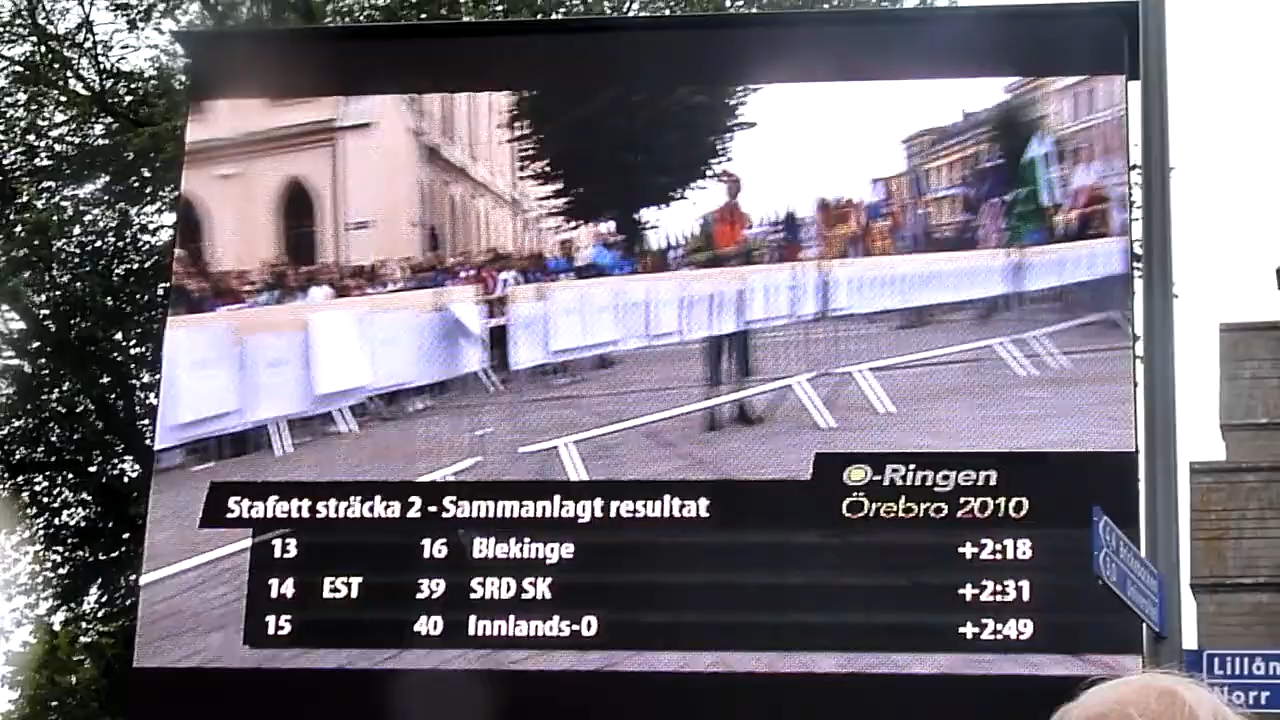 O-Ringen
Örebro 2010
Stafett sträcka 2 - Sammanlagt resultat
13 16 Blekinge +2:18
14 EST 39 SRD SK +2:31
15 40 Innlands-O +2:49
Lillån
Norr